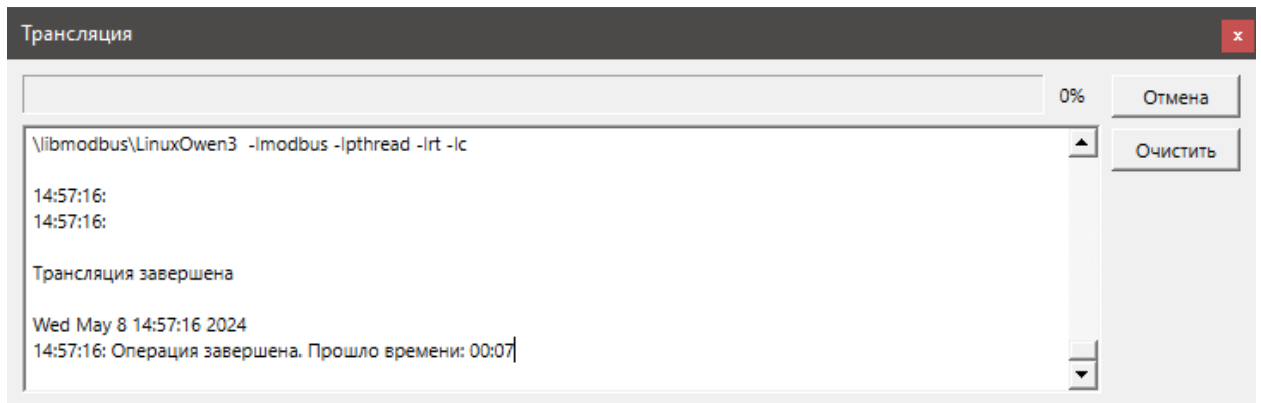 Трансляция
x
0%
Отмена
Очистить
\libmodbus\LinuxOwen3 -lmodbus -lpthread -lrt -lc
14:57:16:
14:57:16:
Трансляция завершена
Wed May 8 14:57:16 2024
14:57:16: Операция завершена. Прошло времени: 00:07